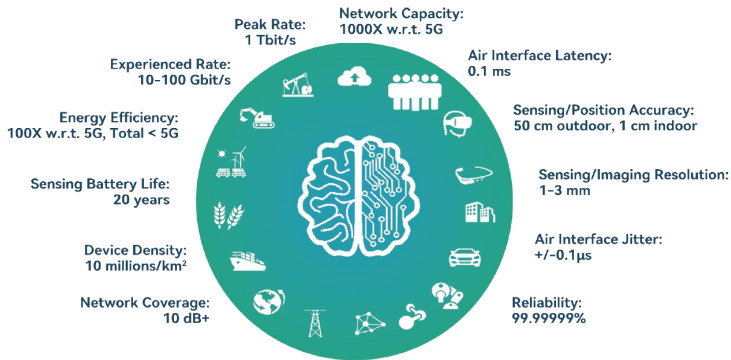 Network Capacity:
1000X w.r.t. 5G
Peak Rate:
1 Tbit/s
Experienced Rate:
10-100 Gbit/s
Energy Efficiency:
100X w.r.t. 5G, Total < 5G
Sensing Battery Life:
20 years
Device Density:
10 millions/km²
Network Coverage:
10 dB+
Air Interface Latency:
0.1 ms
Sensing/Position Accuracy:
50 cm outdoor, 1 cm indoor
Sensing/Imaging Resolution:
1-3 mm
Air Interface Jitter:
+/-0.1µs
Reliability:
99.99999%